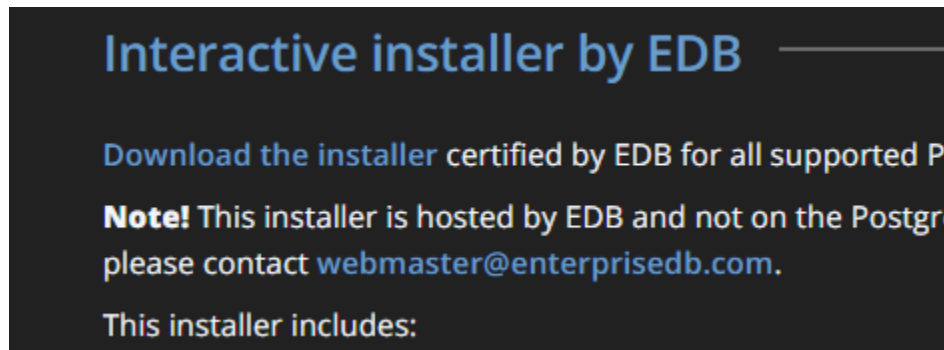 Interactive installer by EDB
Download the installer certified by EDB for all supported
Note! This installer is hosted by EDB and not on the
please contact webmaster@enterprisedb.com.
This installer includes: